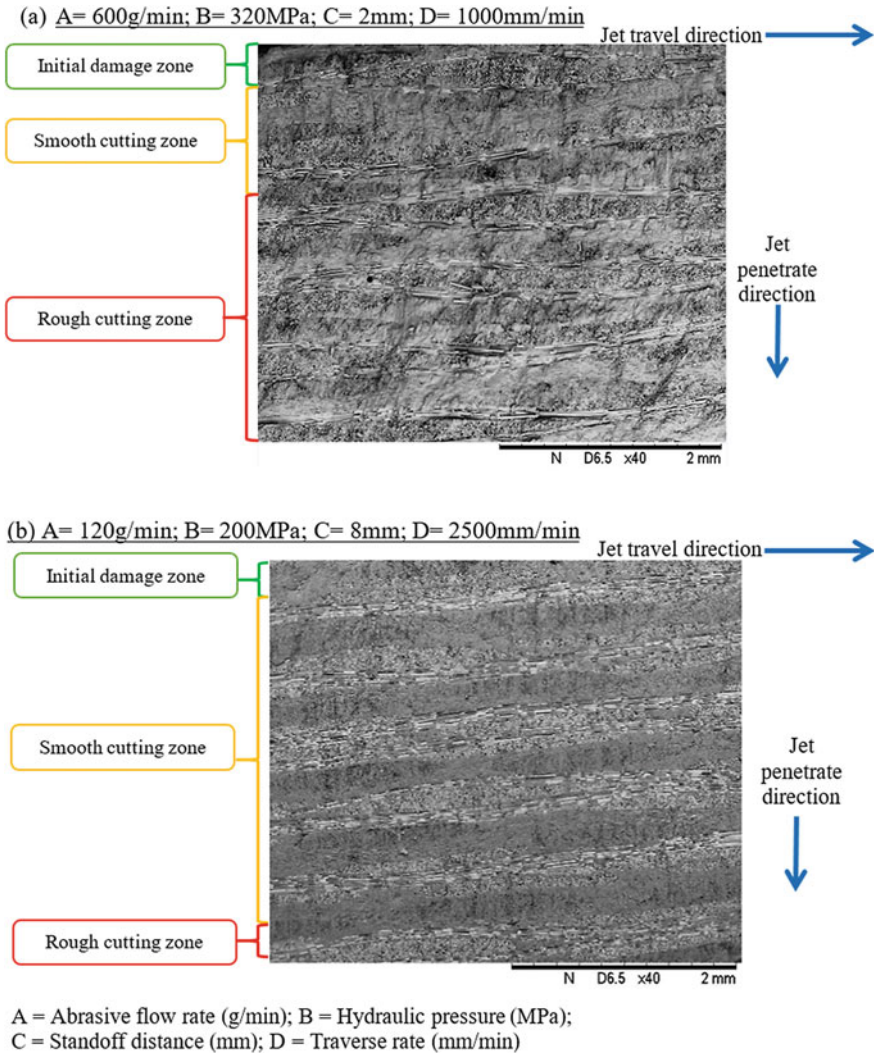 (a) A= 600g/min; B= 320MPa; C= 2mm; D= 1000mm/min
Jet travel direction
Initial damage zone
Smooth cutting zone
Rough cutting zone
Jet
penetrate
direction
N D6.5 x40 2 mm
(b) A= 120g/min; B= 200MPa; C= 8mm; D= 2500mm/min
Jet travel direction
Initial damage zone
Smooth cutting zone
Rough cutting zone
Jet
penetrate
direction
N D6.5 x40 2 mm
A = Abrasive flow rate (g/min); B = Hydraulic pressure (MPa);
C = Standoff distance (mm); D = Traverse rate (mm/min)